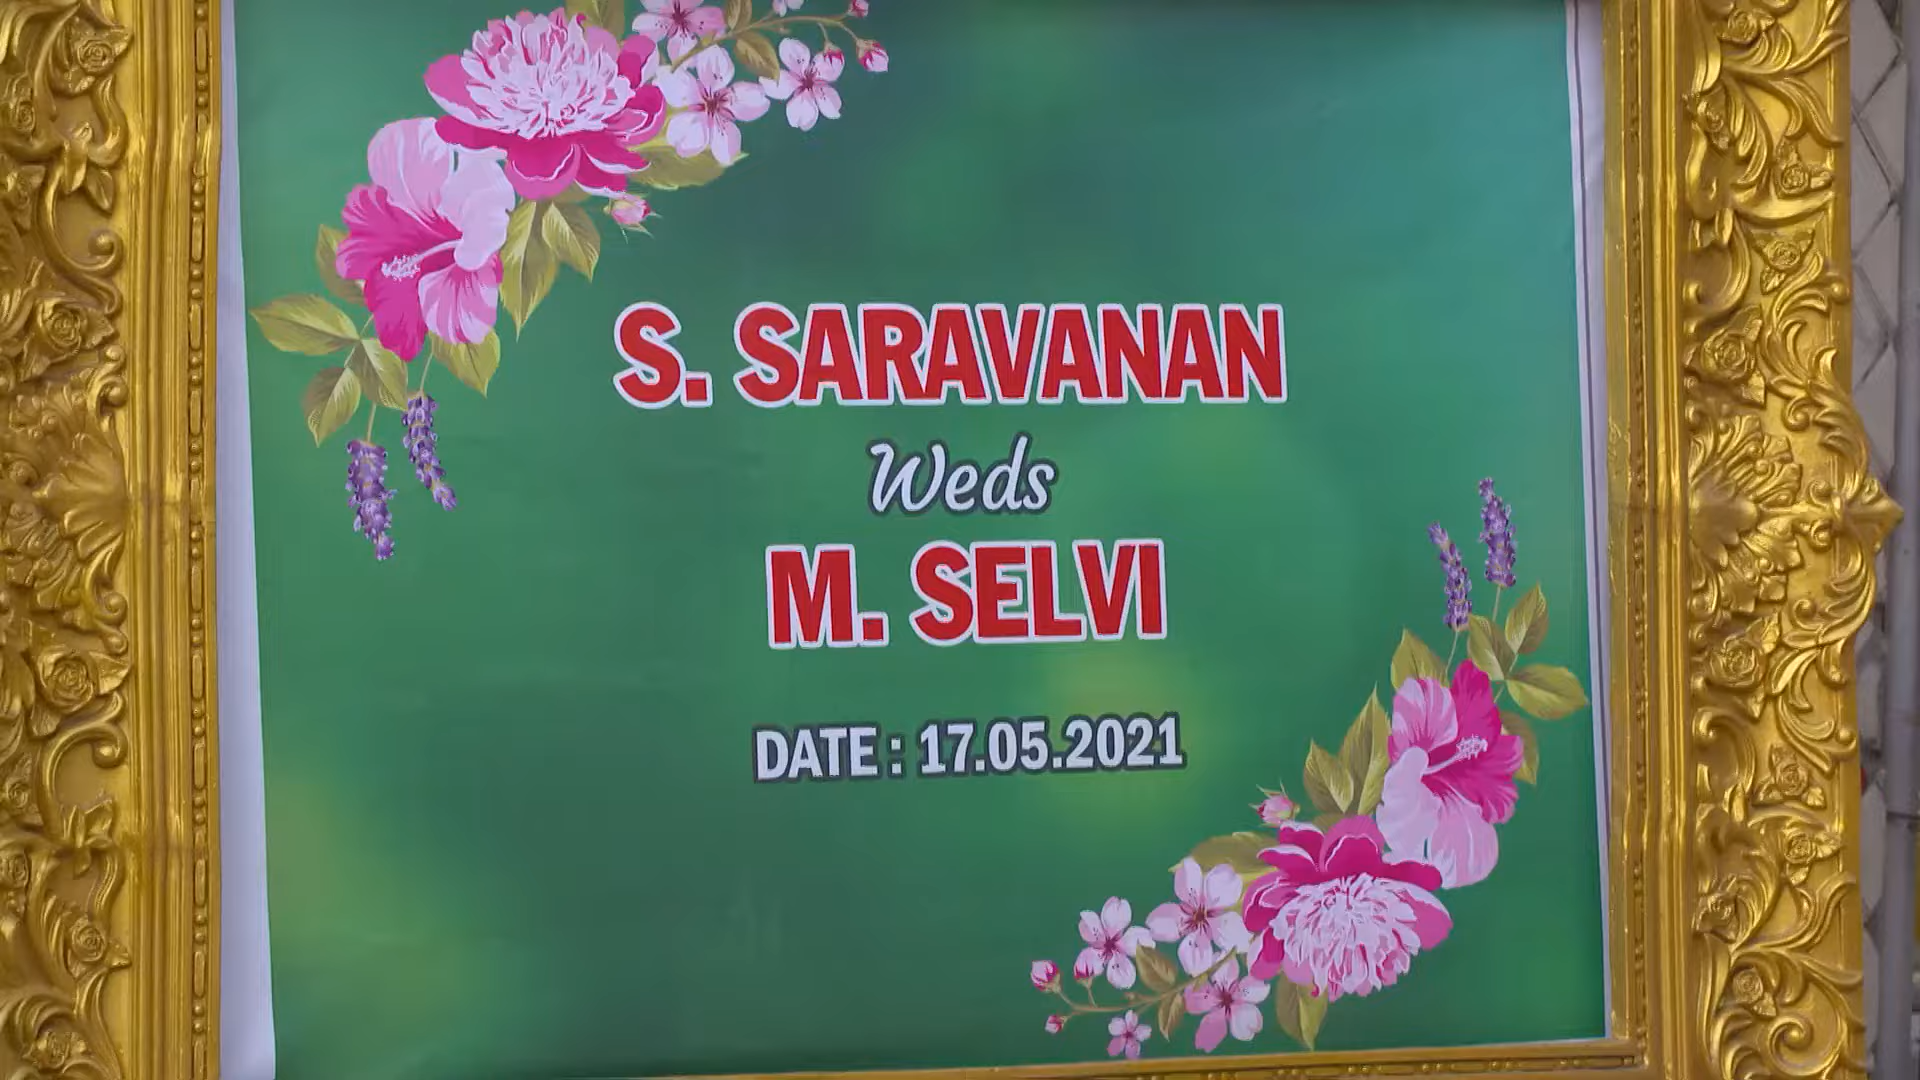 S. SARAVANAN
Weds
M. SELVI
DATE : 17.05.2021